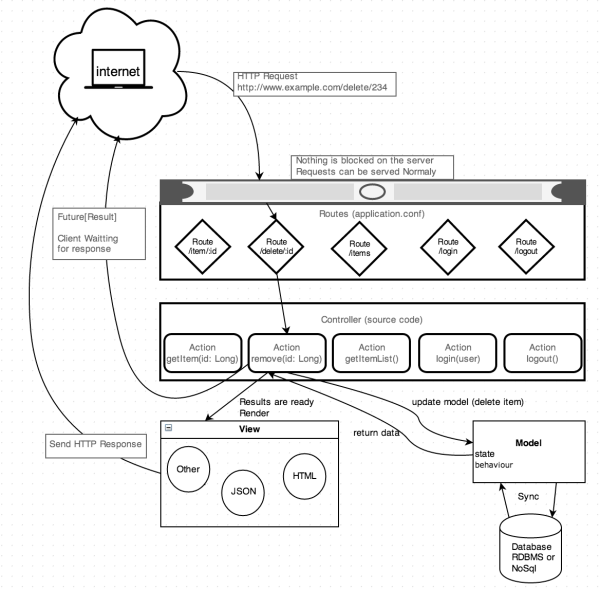 internet
HTTP Request
http://www.example.com/delete/234
Nothing is blocked on the server
Requests can be served Normaly
Routes (application.conf)
Route
/item/:id
Route
/delete/:id
Route
/items
Route
/login
Route
/logout
Future[Result]
Client Waitting
for response
Controller (source code)
Action
getItem(id: Long)
Action
remove(id: Long)
Action
getItemList()
Action
login(user)
Action
logout()
Results are ready
Render
update model (delete item)
return data
View
Other
JSON
HTML
Send HTTP Response
Model
state
behaviour
Sync
Database
RDBMS or
NoSql